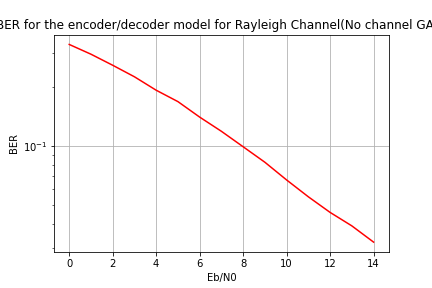 BER for the encoder/decoder model for Rayleigh Channel(No channel GA
BER
10⁻¹
0 2 4 6 8 10 12 14
Eb/N0